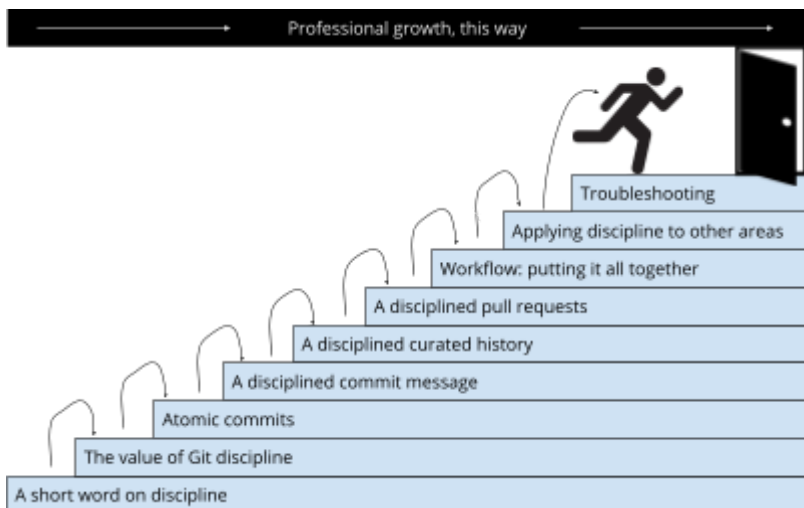 Professional growth, this way
Troubleshooting
Applying discipline to other areas
Workflow: putting it all together
A disciplined pull requests
A disciplined curated history
A disciplined commit message
Atomic commits
The value of Git discipline
A short word on discipline